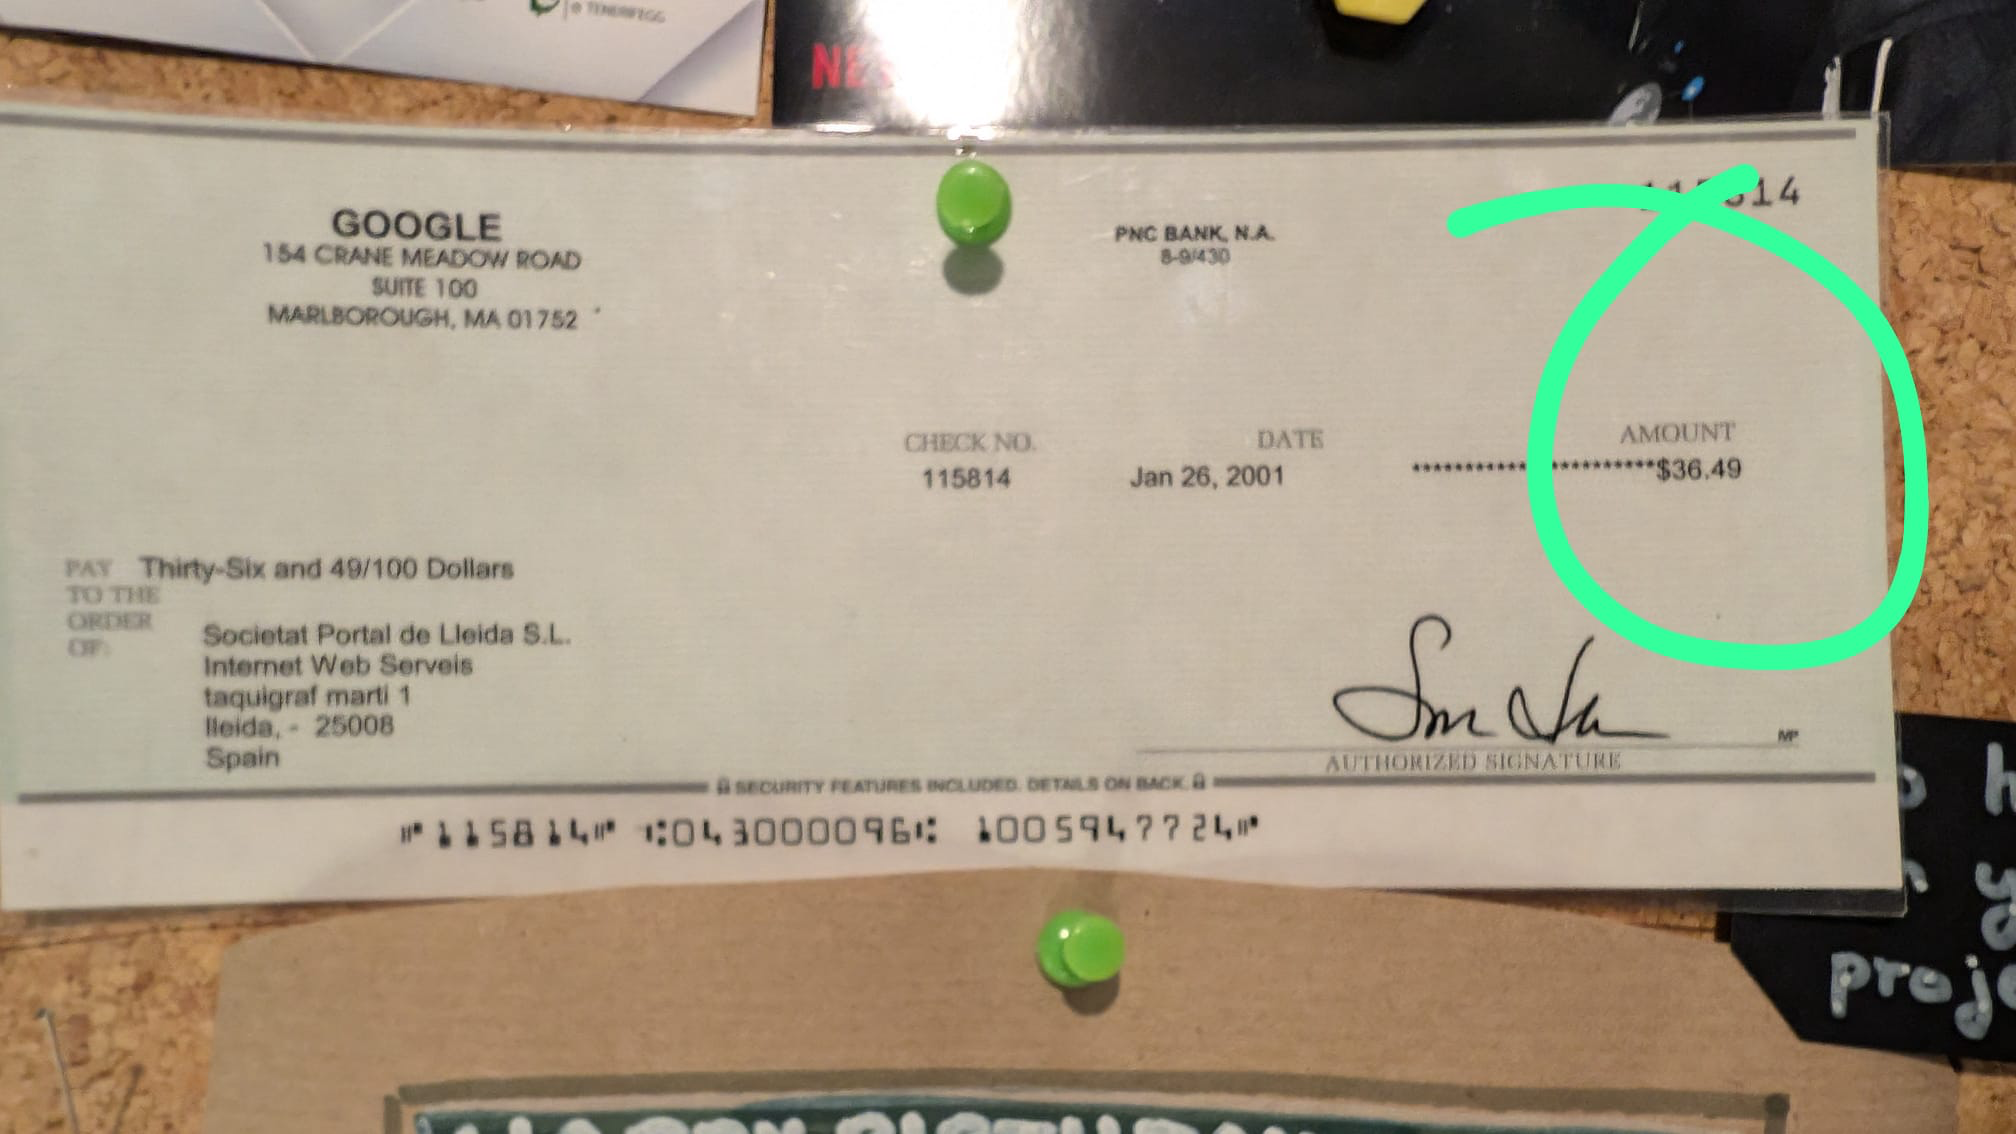 @ TENERIFEGG
GOOGLE
154 CRANE MEADOW ROAD
SUITE 100
MARLBOROUGH, MA 01752
PNC BANK, N.A.
8-9/430
14
CHECK NO.
115814
DATE
Jan 26, 2001
AMOUNT
***********************$36.49
PAY Thirty-Six and 49/100 Dollars
TO THE
ORDER
OF:
Societat Portal de Lleida S.L.
Internet Web Serveis
taquigraf marti 1
lleida, - 25008
Spain
AUTHORIZED SIGNATURE
MP
SECURITY FEATURES INCLUDED. DETAILS ON BACK.
⑈115814⑈ ⑆043000096⑆ 1005947724⑈